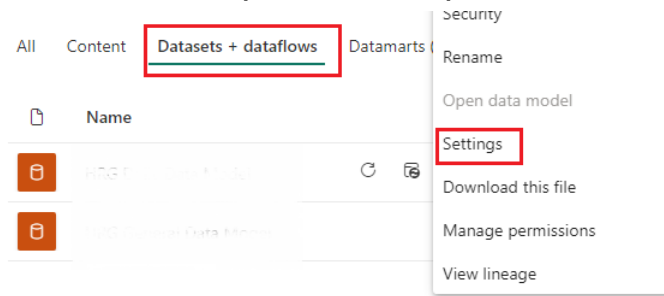 Security
All Content Datasets + dataflows Datamarts (
Rename
Open data model
Name
Settings
Download this file
Manage permissions
View lineage